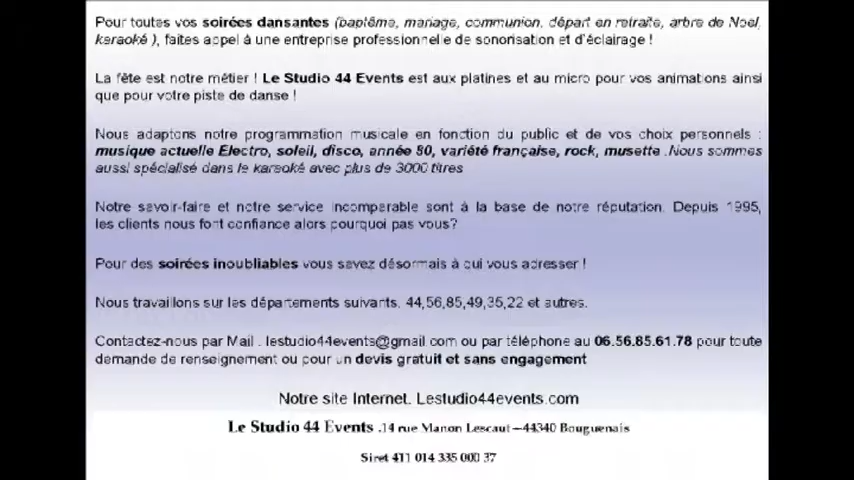 Pour toutes vos soirées dansantes (baptême, mariage, communion, départ en retraite, arbre de Noel,
karaoké ), faites appel à une entreprise professionnelle de sonorisation et d'éclairage !
La fête est notre métier ! Le Studio 44 Events est aux platines et au micro pour vos animations ainsi
que pour votre piste de danse !
Nous adaptons notre programmation musicale en fonction du public et de vos choix personnels :
musique actuelle Electro, soleil, disco, année 80, variété française, rock, musette .Nous sommes
aussi spécialisé dans le karaoké avec plus de 3000 titres
Notre savoir-faire et notre service incomparable sont à la base de notre réputation. Depuis 1995,
les clients nous font confiance alors pourquoi pas vous?
Pour des soirées inoubliables vous savez désormais à qui vous adresser !
Nous travaillons sur les départements suivants. 44,56,85,49,35,22 et autres.
Contactez-nous par Mail . lestudio44events@gmail.com ou par téléphone au 06.56.85.61.78 pour toute
demande de renseignement ou pour un devis gratuit et sans engagement
Notre site Internet. Lestudio44events.com
Le Studio 44 Events .14 rue Manon Lescaut –44340 Bouguenais
Siret 411 014 335 000 37